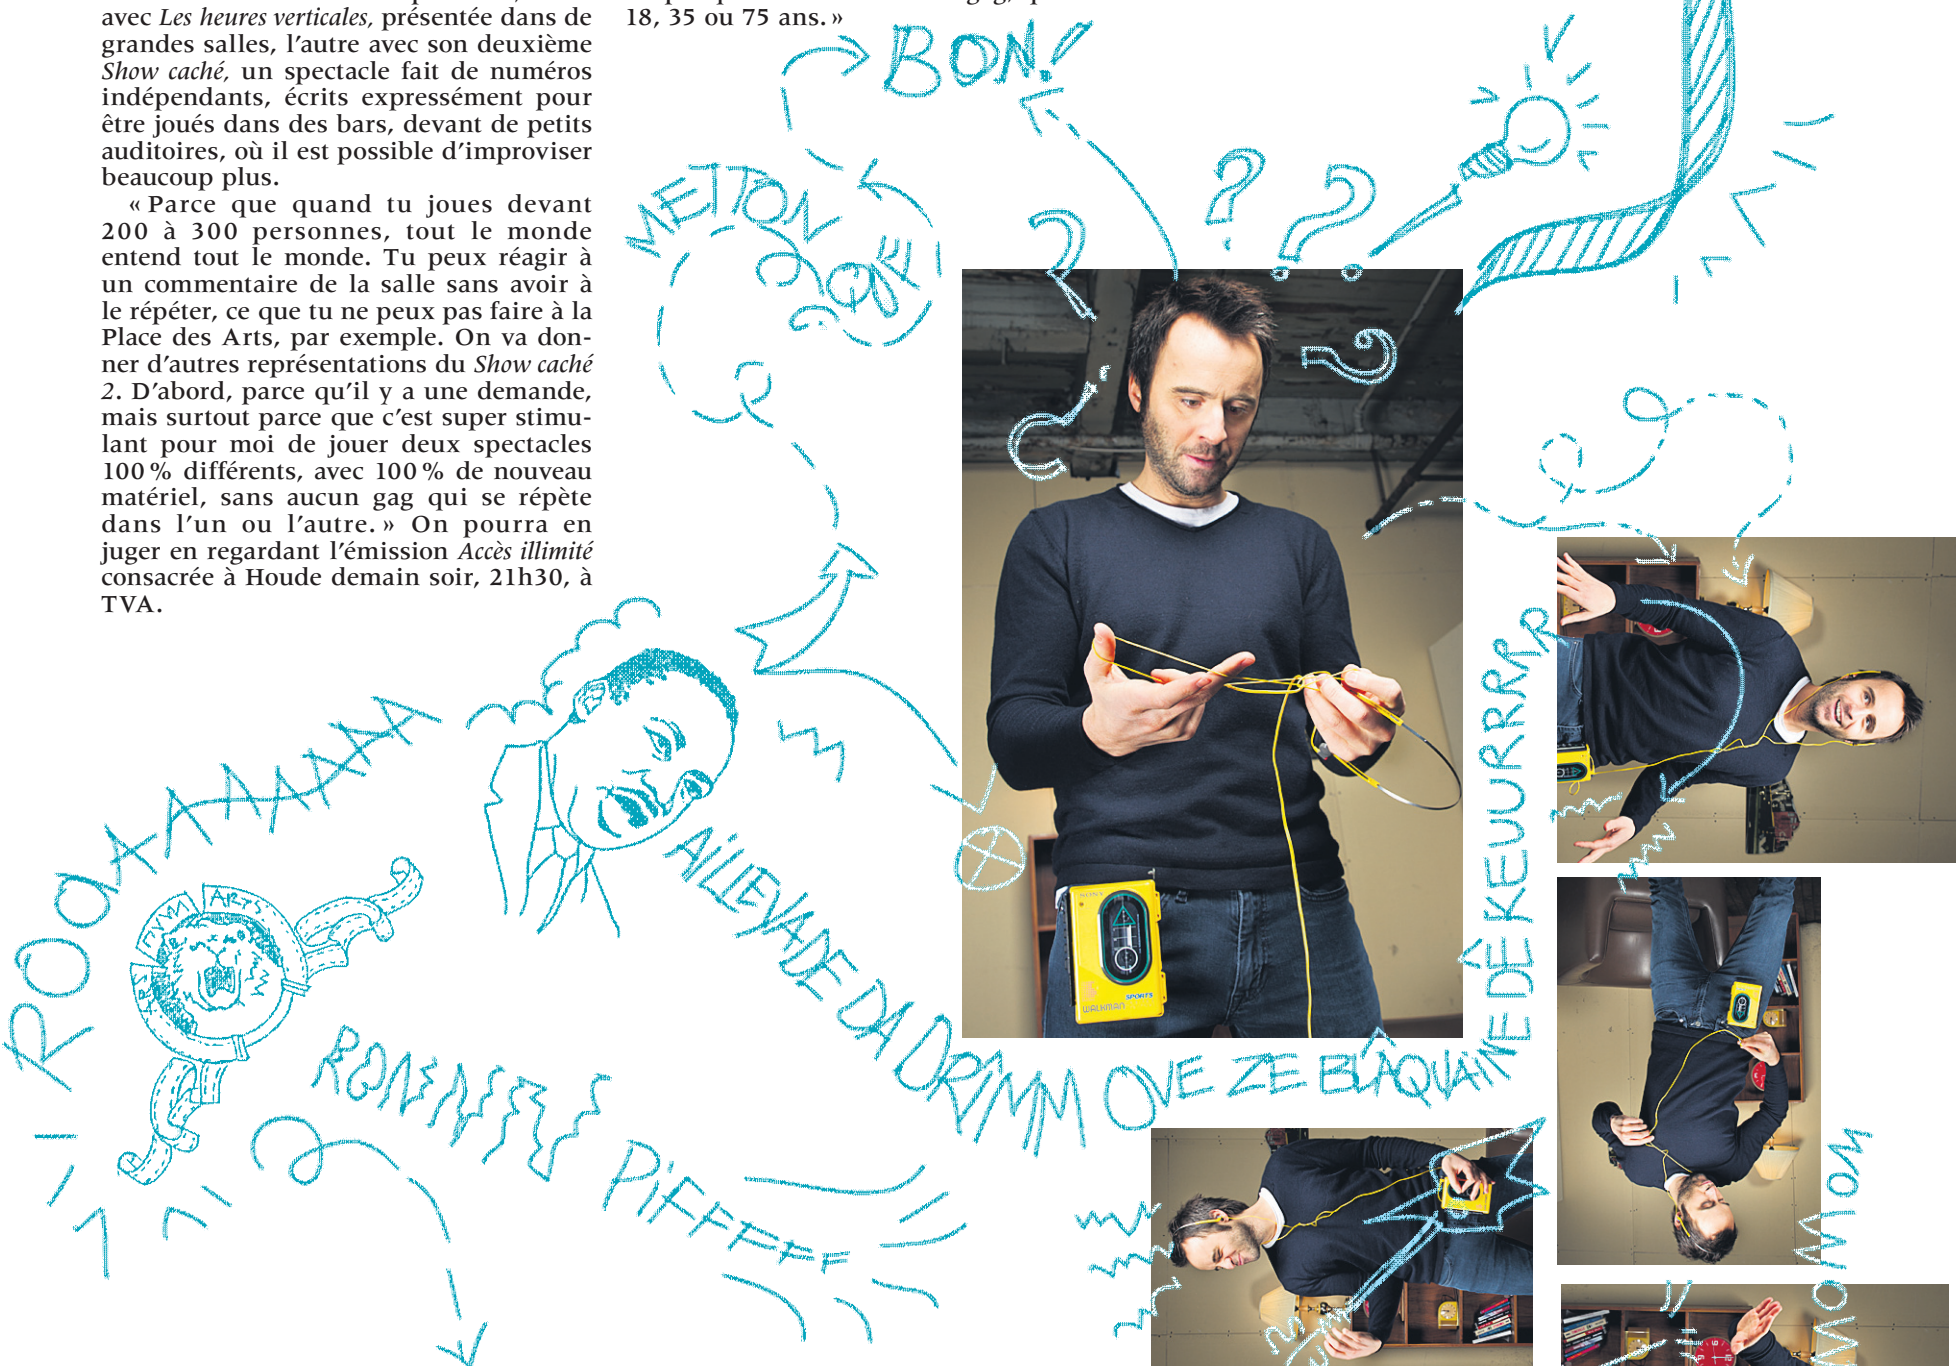 avec Les heures verticales, présentée dans de
grandes salles, l'autre avec son deuxième
Show caché, un spectacle fait de numéros
indépendants, écrits expressément pour
être joués dans des bars, devant de petits
auditoires, où il est possible d'improviser
beaucoup plus.
« Parce que quand tu joues devant
200 à 300 personnes, tout le monde
entend tout le monde. Tu peux réagir à
un commentaire de la salle sans avoir à
le répéter, ce que tu ne peux pas faire à la
Place des Arts, par exemple. On va don-
ner d'autres représentations du Show caché
2. D'abord, parce qu'il y a une demande,
mais surtout parce que c'est super stimu-
lant pour moi de jouer deux spectacles
100 % différents, avec 100 % de nouveau
matériel, sans aucun gag qui se répète
dans l'un ou l'autre. » On pourra en
juger en regardant l'émission Accès illimité
consacrée à Houde demain soir, 21h30, à
TVA.
18, 35 ou 75 ans. »
BON!
METTON
QUE
? ? ?
ROAAAAAAAAA
ARTS
AILLEVADE DA DRIMM OVE ZE BLÂQUAINE DÊ KEUURRRRR
PIFFFFF
SONY
SPORTS
WALKMAN
WOIWOW